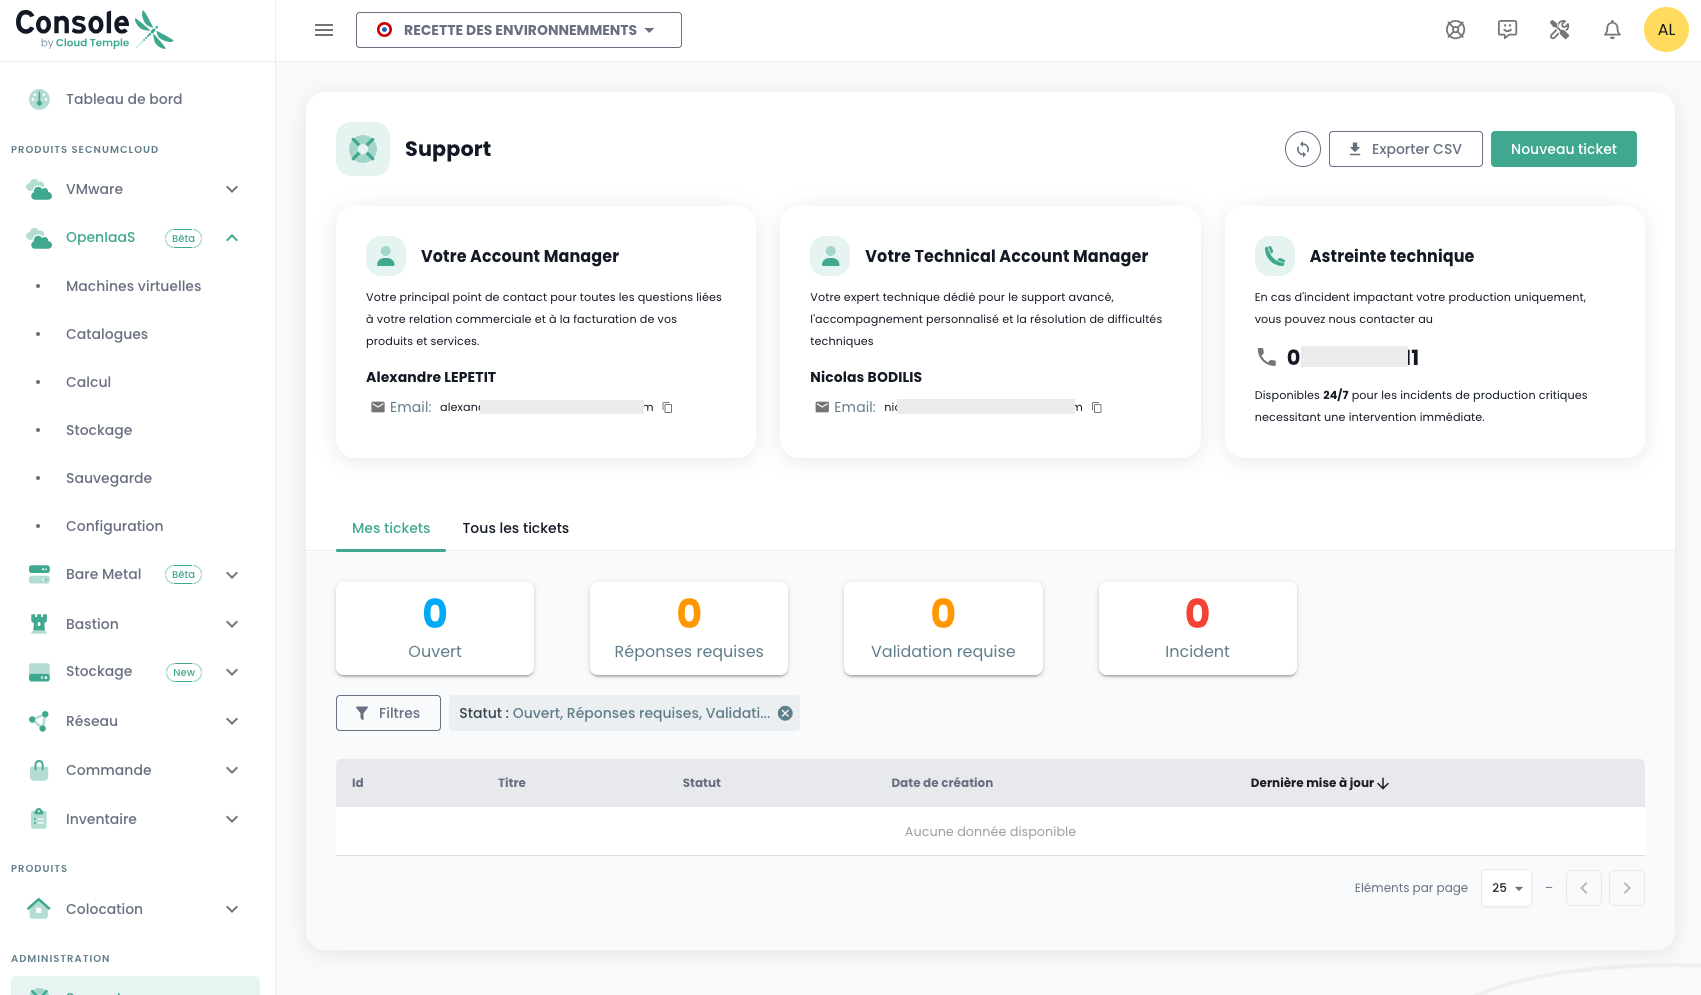 Console
by Cloud Temple
RECETTE DES ENVIRONNEMMENTS
AL
Tableau de bord
PRODUITS SECNUMCLOUD
VMware
OpenIaaS
Bêta
Machines virtuelles
Catalogues
Calcul
Stockage
Sauvegarde
Configuration
Bare Metal
Bêta
Bastion
Stockage
New
Réseau
Commande
Inventaire
PRODUITS
Colocation
ADMINISTRATION
Support
Exporter CSV
Nouveau ticket
Votre Account Manager
Votre principal point de contact pour toutes les questions liées
à votre relation commerciale et à la facturation de vos
produits et services.
Alexandre LEPETIT
Email:
Votre Technical Account Manager
Votre expert technique dédié pour le support avancé,
l'accompagnement personnalisé et la résolution de difficultés
techniques
Nicolas BODILIS
Email:
Astreinte technique
En cas d'incident impactant votre production uniquement,
vous pouvez nous contacter au
Disponibles 24/7 pour les incidents de production critiques
necessitant une intervention immédiate.
Mes tickets
Tous les tickets
0
Ouvert
0
Réponses requises
0
Validation requise
0
Incident
Filtres
Statut : Ouvert, Réponses requises, Validati...
Id Titre Statut Date de création Dernière mise à jour
Aucune donnée disponible
Eléments par page 25 –